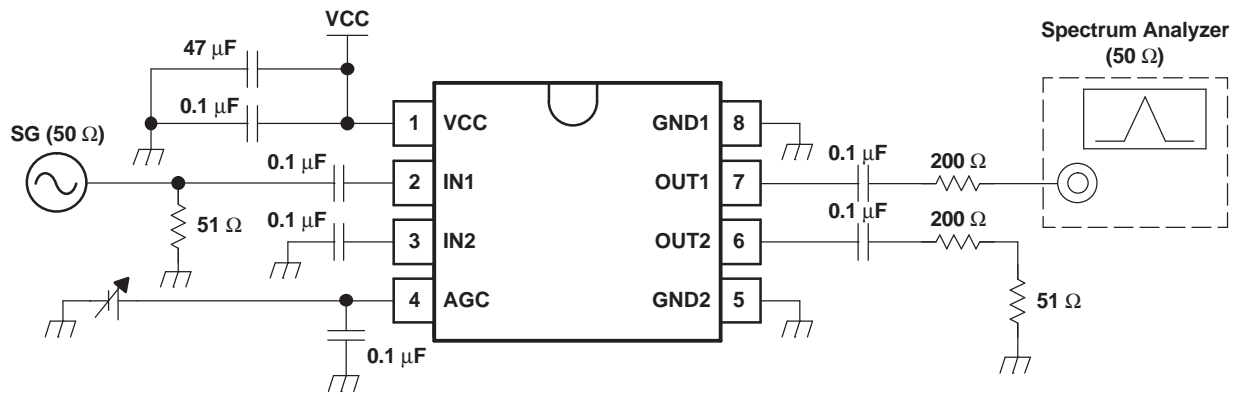 VCC
Spectrum Analyzer
(50 Ω)
47 μF
0.1 μF
SG (50 Ω)
1 VCC
GND1 8
0.1 μF
2 IN1
OUT1 7
0.1 μF
200 Ω
51 Ω
0.1 μF
3 IN2
OUT2 6
0.1 μF
200 Ω
4 AGC
GND2 5
51 Ω
0.1 μF